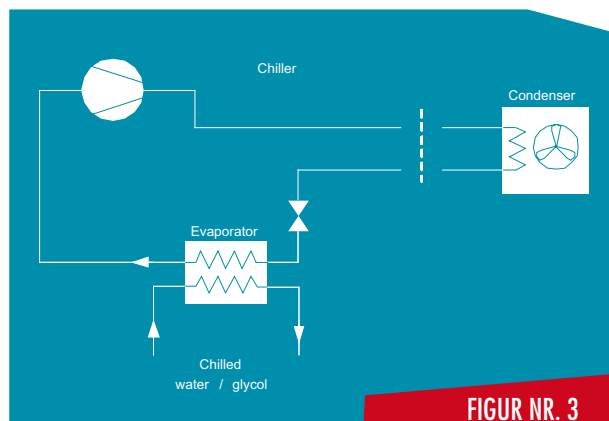 Chiller
Condenser
Evaporator
Chilled
water / glycol
FIGUR NR. 3